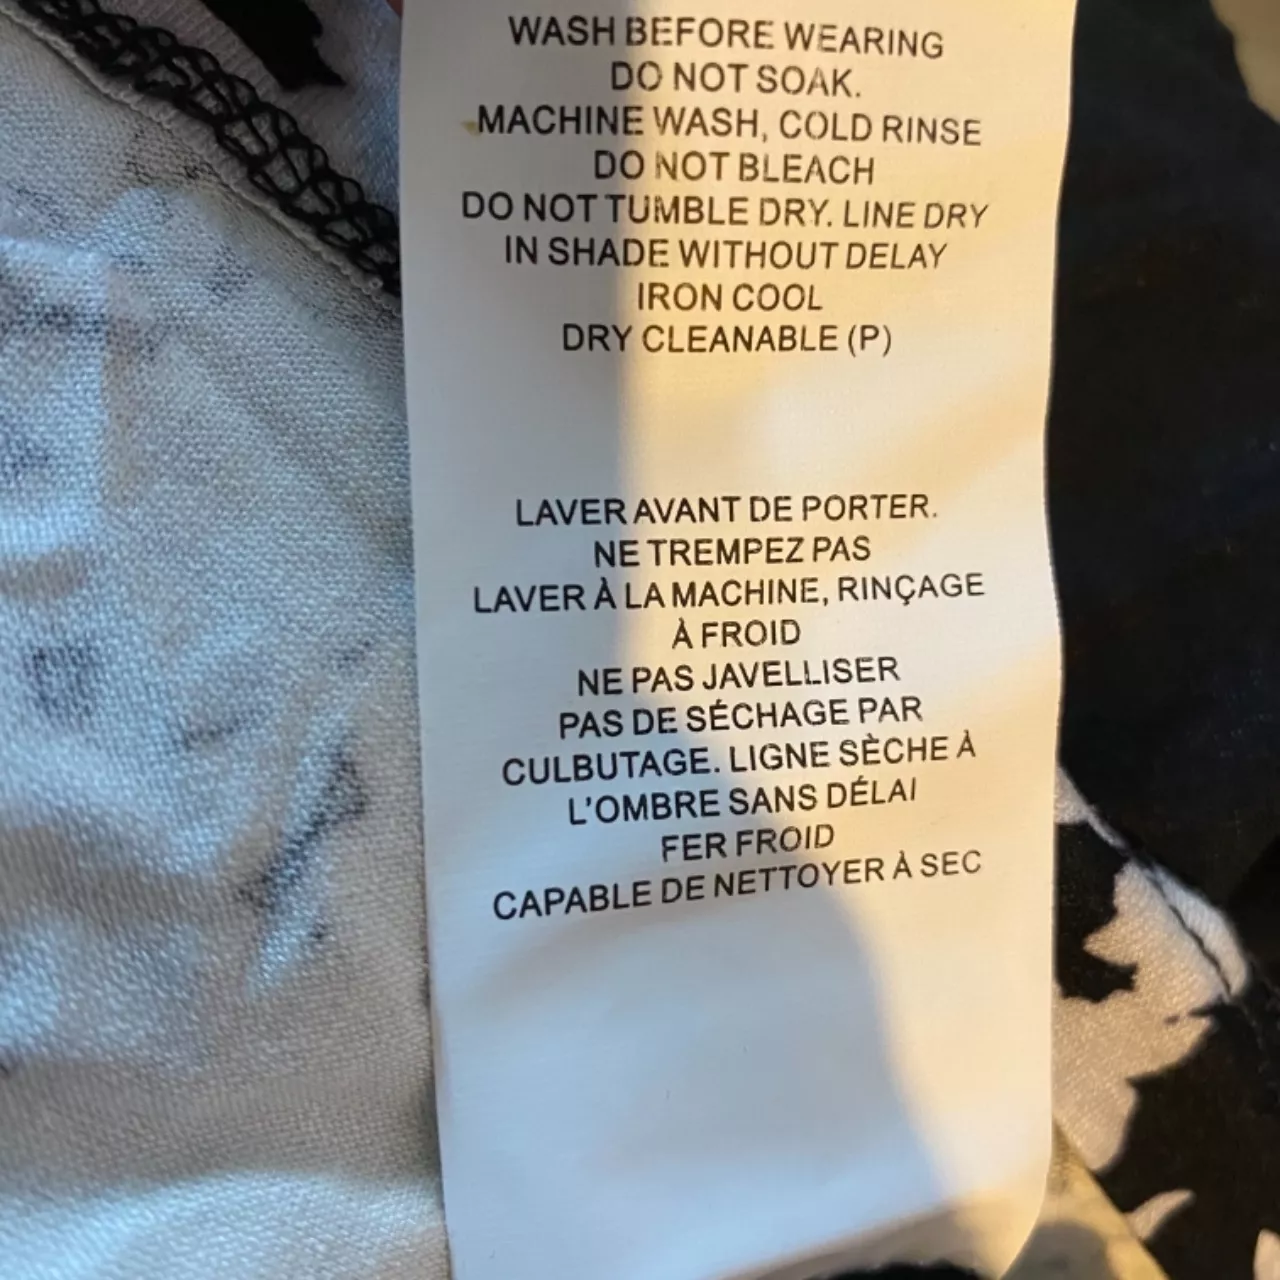 WASH BEFORE WEARING
DO NOT SOAK.
MACHINE WASH, COLD RINSE
DO NOT BLEACH
DO NOT TUMBLE DRY. LINE DRY
IN SHADE WITHOUT DELAY
IRON COOL
DRY CLEANABLE (P)
LAVER AVANT DE PORTER.
NE TREMPEZ PAS
LAVER À LA MACHINE, RINÇAGE
À FROID
NE PAS JAVELLISER
PAS DE SÉCHAGE PAR
CULBUTAGE. LIGNE SÈCHE À
L'OMBRE SANS DÉLAI
FER FROID
CAPABLE DE NETTOYER À SEC